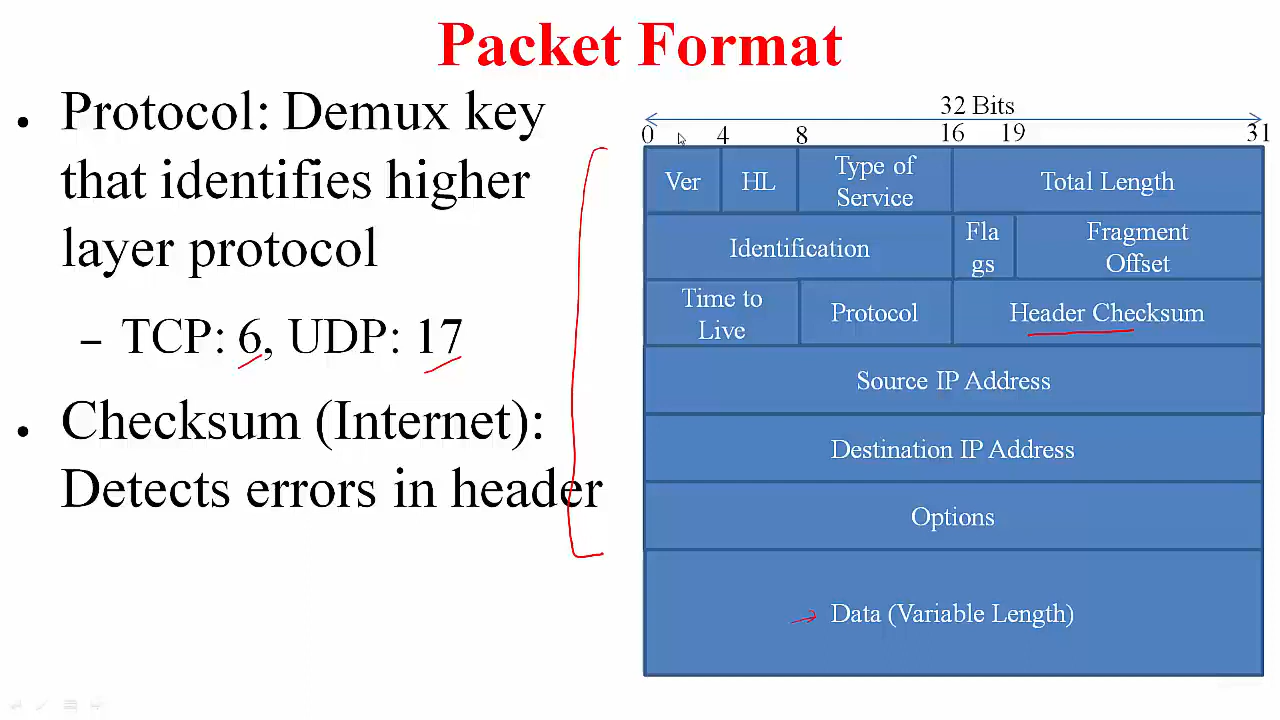 Packet Format
• Protocol: Demux key
that identifies higher
layer protocol
– TCP: 6, UDP: 17
• Checksum (Internet):
Detects errors in header
32 Bits
0 4 8 16 19 31
Ver HL Type of Service Total Length
Identification Flags Fragment Offset
Time to Live Protocol Header Checksum
Source IP Address
Destination IP Address
Options
Data (Variable Length)